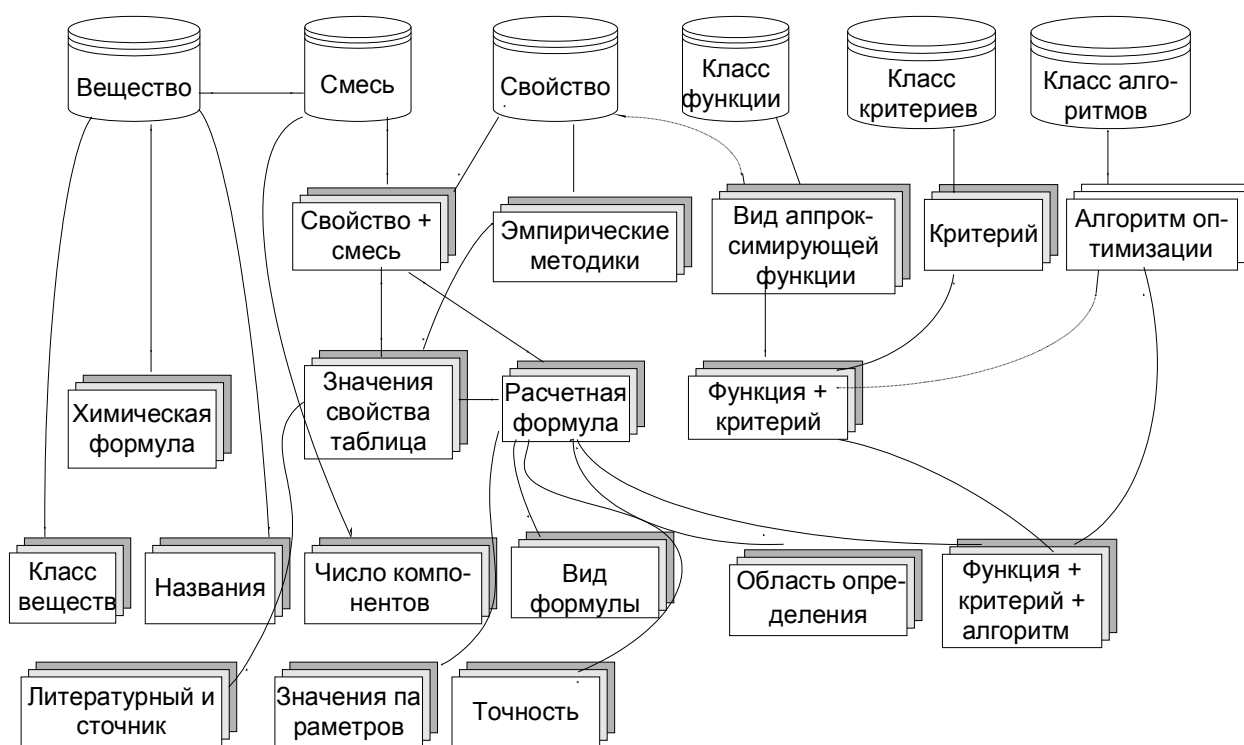 Вещество
Смесь
Свойство
Класс
функции
Класс
критериев
Класс алго-
ритмов
Свойство +
смесь
Эмпирические
методики
Вид аппрок-
симирующей
функции
Критерий
Алгоритм оп-
тимизации
Химическая
формула
Значения
свойства
таблица
Расчетная
формула
Функция +
критерий
Класс
веществ
Названия
Число компо-
нентов
Вид
формулы
Область опре-
деления
Функция +
критерий +
алгоритм
Литературный и
сточник
Значения па
раметров
Точность